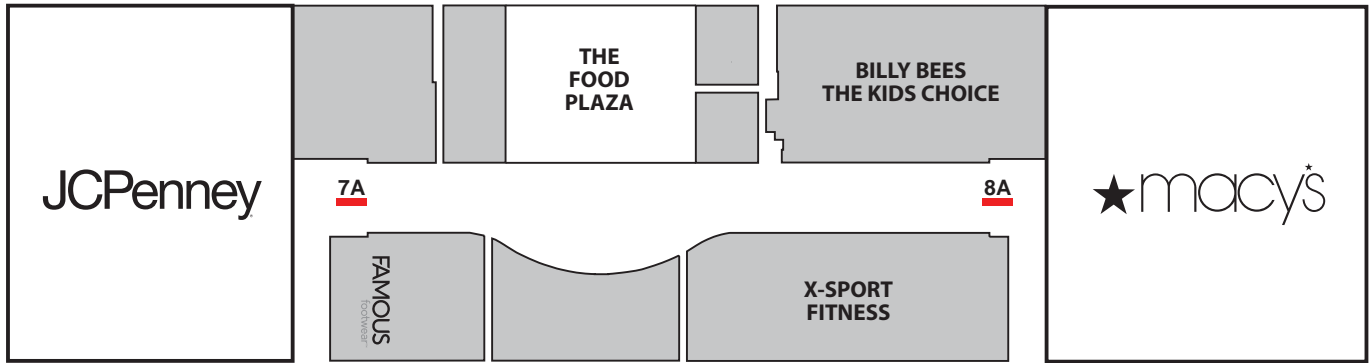 THE
FOOD
PLAZA
BILLY BEES
THE KIDS CHOICE
JCPenney
7A
8A
macy's
FAMOUS
footwear
X-SPORT
FITNESS